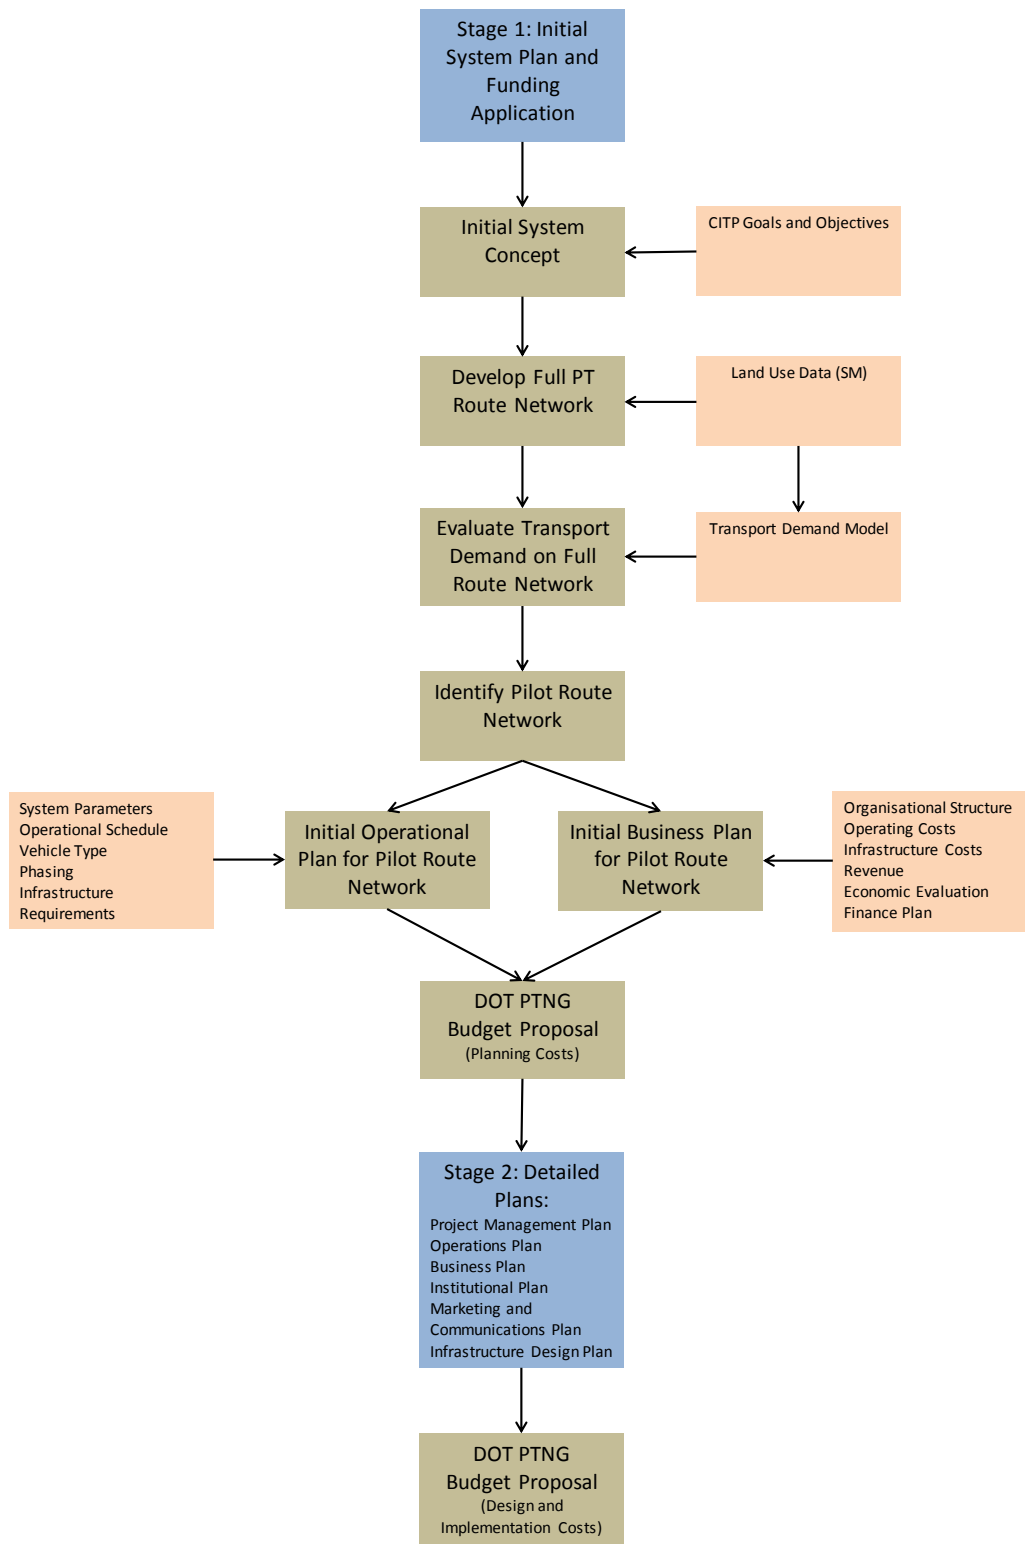 Stage 1: Initial
System Plan and
Funding
Application
Initial System
Concept
CITP Goals and Objectives
Develop Full PT
Route Network
Land Use Data (SM)
Evaluate Transport
Demand on Full
Route Network
Transport Demand Model
Identify Pilot Route
Network
System Parameters
Operational Schedule
Vehicle Type
Phasing
Infrastructure
Requirements
Initial Operational
Plan for Pilot Route
Network
Initial Business Plan
for Pilot Route
Network
Organisational Structure
Operating Costs
Infrastructure Costs
Revenue
Economic Evaluation
Finance Plan
DOT PTNG
Budget Proposal
(Planning Costs)
Stage 2: Detailed
Plans:
Project Management Plan
Operations Plan
Business Plan
Institutional Plan
Marketing and
Communications Plan
Infrastructure Design Plan
DOT PTNG
Budget Proposal
(Design and
Implementation Costs)